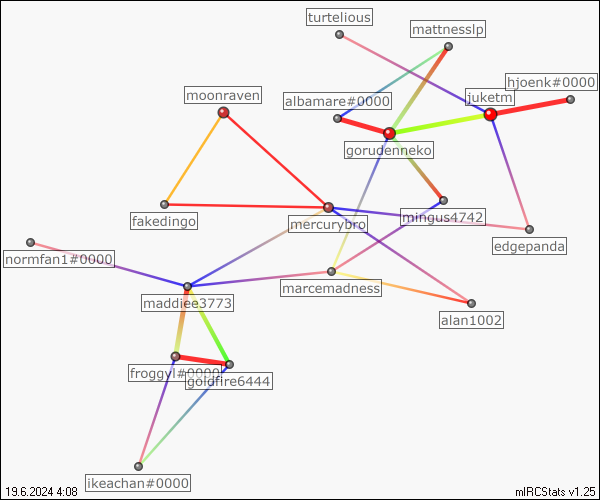 turtelious
mattnesslp
hjoenk#0000
moonraven
albamare#0000
juketm
gorudenneko
fakedingo
mercurybro
mingus4742
edgepanda
normfan1#0000
marcemadness
maddiee3773
alan1002
froggyl#0000
goldfire6444
ikeachan#0000
19.6.2024 4:08
mIRCStats v1.25